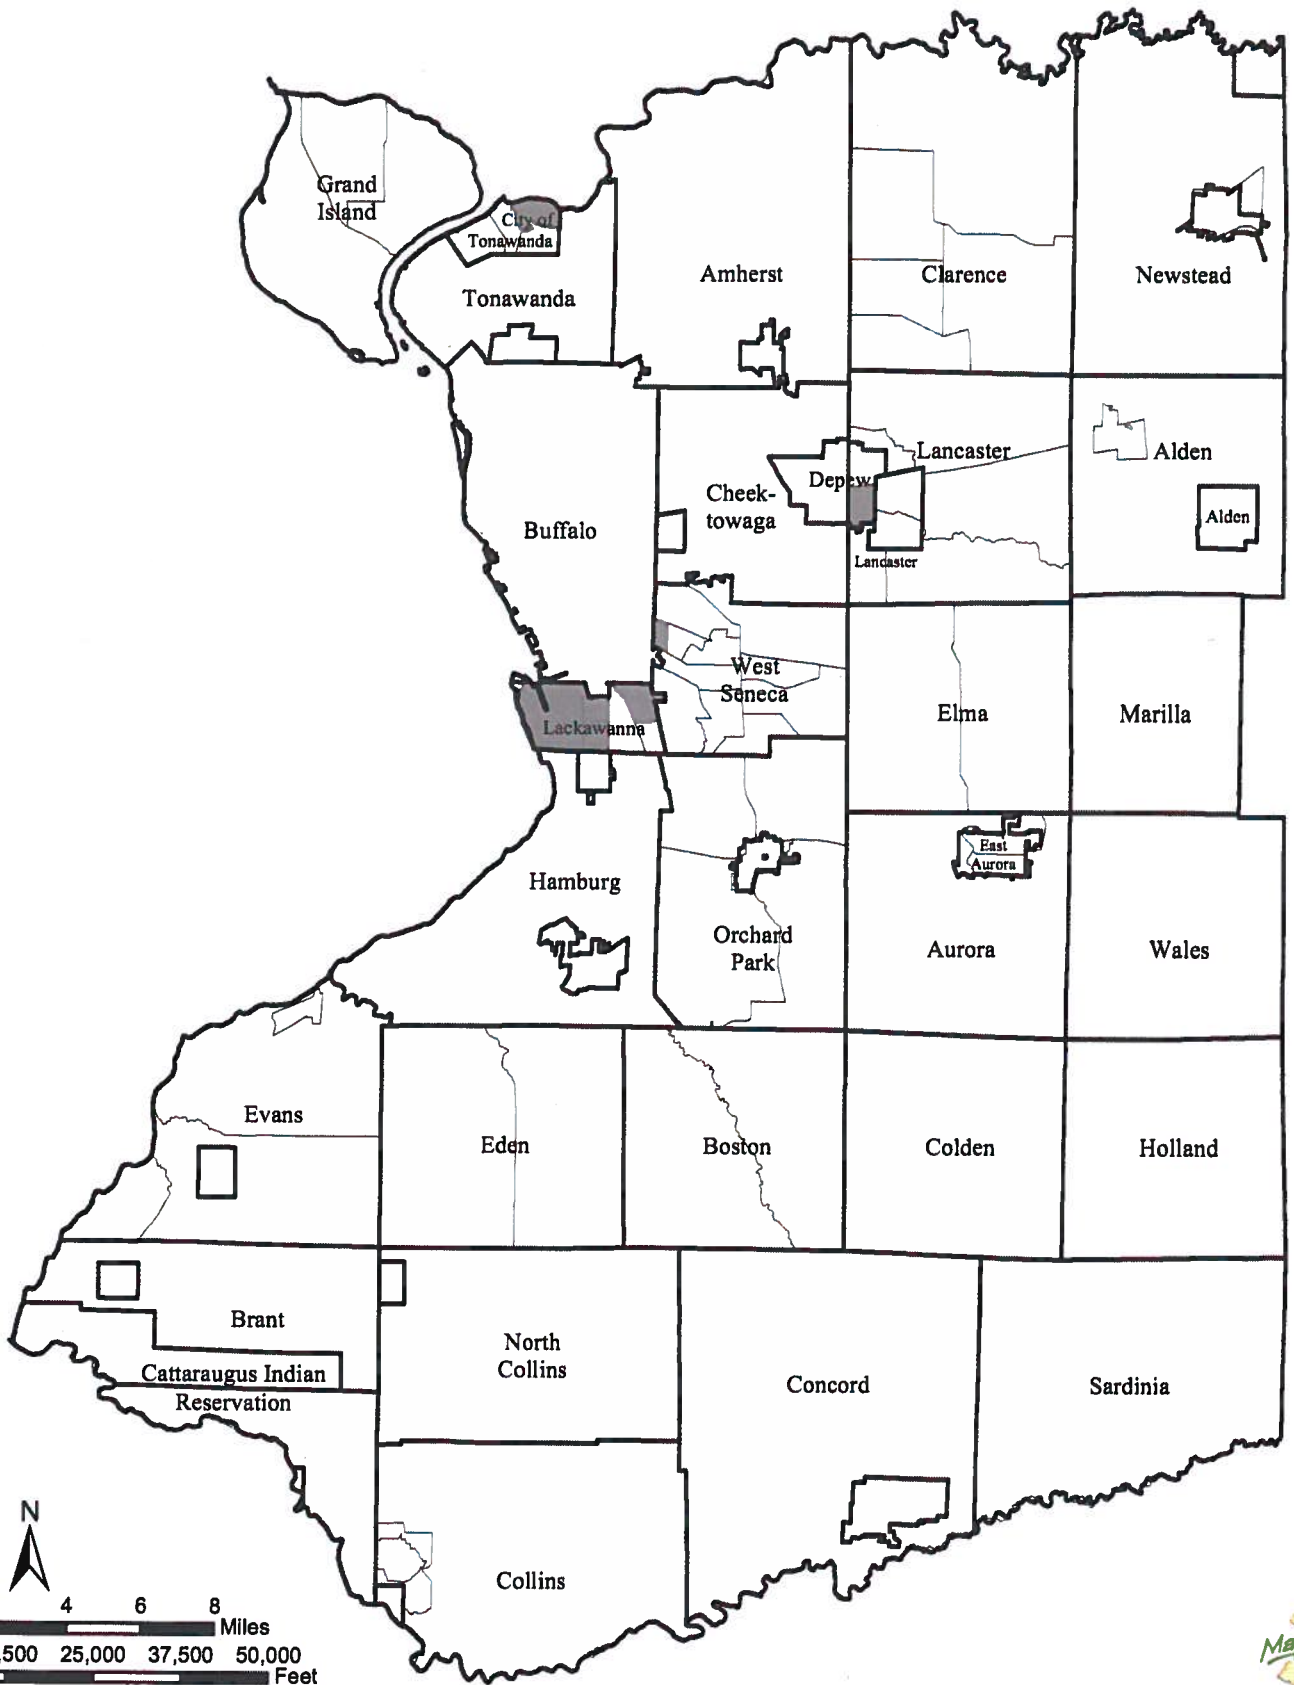 Grand
Island
City of
Tonawanda
Tonawanda
Amherst
Clarence
Newstead
Lancaster
Alden
Depew
Cheek-
towaga
Alden
Buffalo
Lancaster
West
Seneca
Lackawanna
Elma
Marilla
East
Aurora
Hamburg
Orchard
Park
Aurora
Wales
Evans
Eden
Boston
Colden
Holland
Brant
North
Collins
Cattaraugus Indian
Reservation
Concord
Sardinia
Collins
N
4 6 8
Miles
,500 25,000 37,500 50,000
Feet
Ma